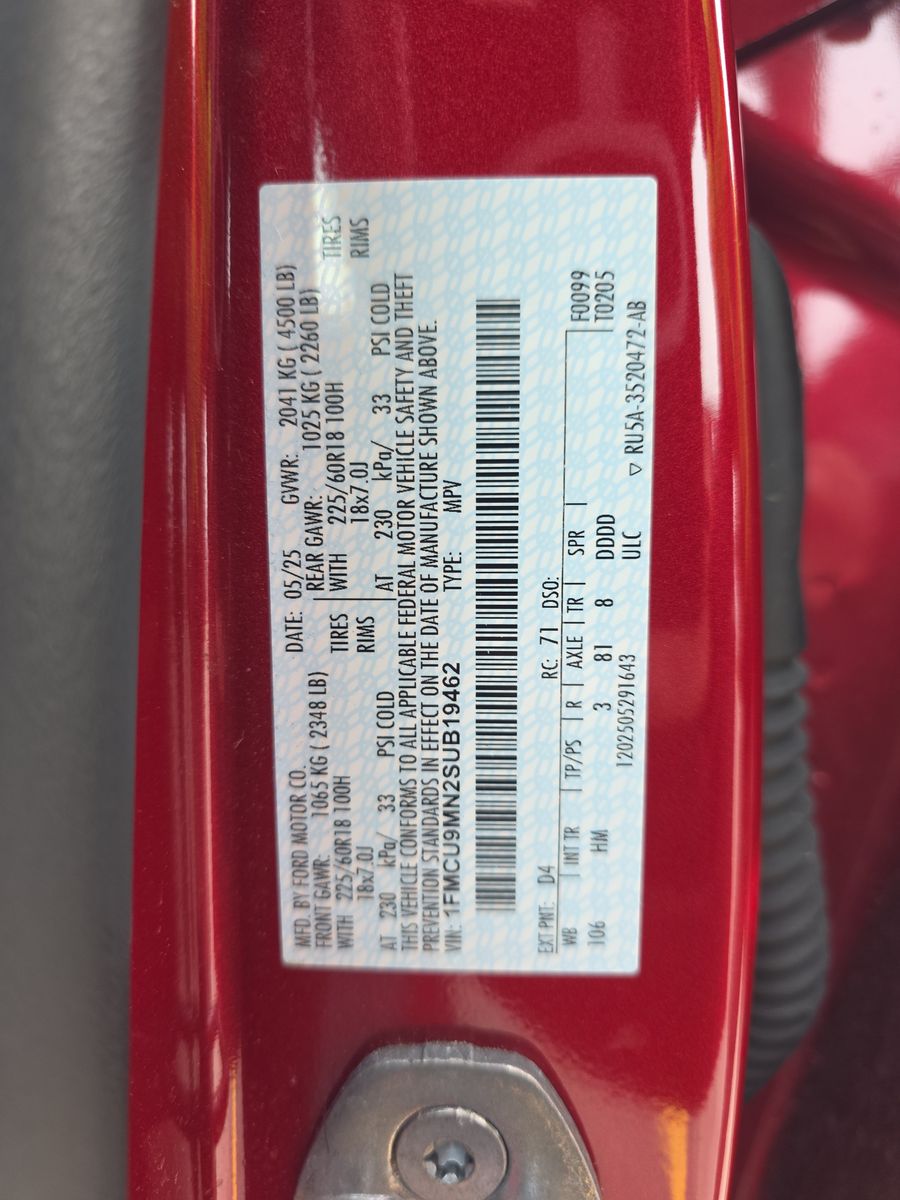 MFD. BY FORD MOTOR CO.
DATE: 05/25 GVWR: 2041 KG ( 4500 LB)
FRONT GAWR: 1065 KG ( 2348 LB) REAR GAWR: 1025 KG ( 2260 LB)
WITH 225/60R18 100H TIRES WITH 225/60R18 100H TIRES
18x7.0J RIMS 18x7.0J RIMS
AT 230 kPa/ 33 PSI COLD AT 230 kPa/ 33 PSI COLD
THIS VEHICLE CONFORMS TO ALL APPLICABLE FEDERAL MOTOR VEHICLE SAFETY AND THEFT
PREVENTION STANDARDS IN EFFECT ON THE DATE OF MANUFACTURE SHOWN ABOVE.
VIN: 1FMCU9MN2SUB19462 TYPE: MPV
EXT PNT: D4 RC: 71 DSO: F0099
WB | INT TR | TP/PS | R | AXLE | TR | SPR | T0205
106 HM 3 81 8 DDDD
1202505291643 ULC ▽ RU5A-3520472-AB